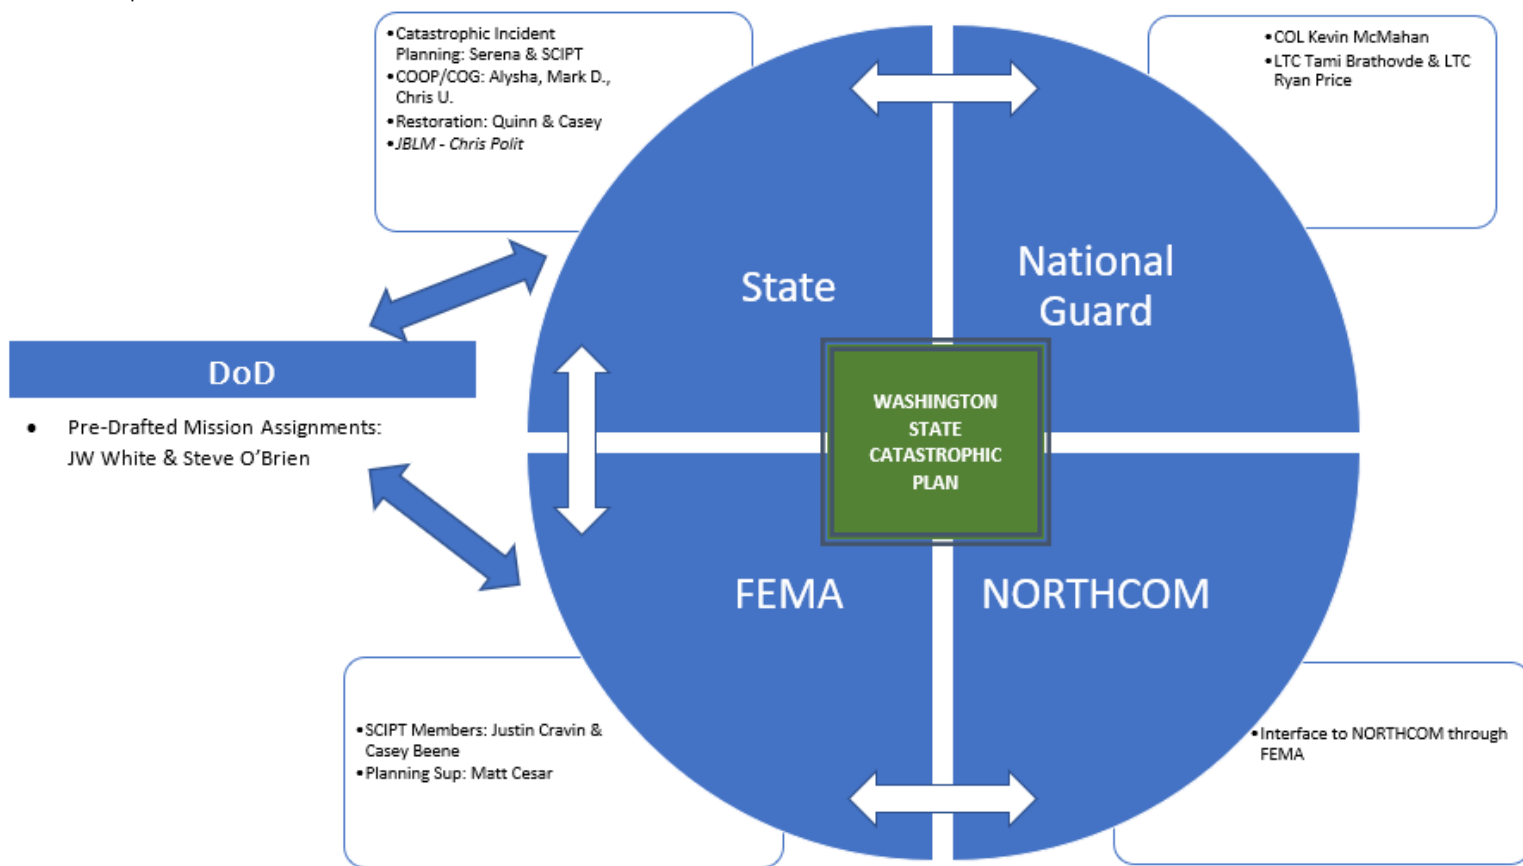 •Catastrophic Incident
Planning: Serena & SCIPT
•COOP/COG: Alysha, Mark D.,
Chris U.
•Restoration: Quinn & Casey
•JBLM - Chris Polit
•COL Kevin McMahan
•LTC Tami Brathovde & LTC
Ryan Price
State
National
Guard
DoD
• Pre-Drafted Mission Assignments:
JW White & Steve O'Brien
WASHINGTON
STATE
CATASTROPHIC
PLAN
FEMA
NORTHCOM
•SCIPT Members: Justin Cravin &
Casey Beene
•Planning Sup: Matt Cesar
•Interface to NORTHCOM through
FEMA